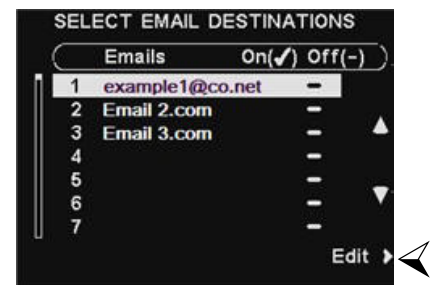 SELECT EMAIL DESTINATIONS
Emails On(✓) Off(-)
1 example1@co.net -
2 Email 2.com -
3 Email 3.com -
4 -
5 -
6 -
7 -
Edit